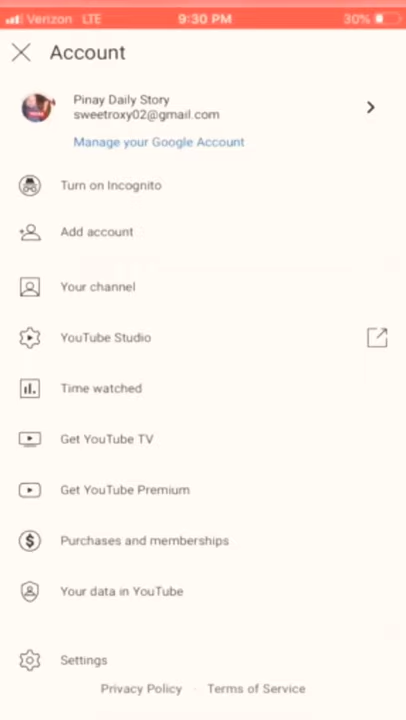 Verizon LTE 9:30 PM 30%
Account
Pinay Daily Story
sweetroxy02@gmail.com
Manage your Google Account
Turn on Incognito
Add account
Your channel
YouTube Studio
Time watched
Get YouTube TV
Get YouTube Premium
Purchases and memberships
Your data in YouTube
Settings
Privacy Policy · Terms of Service